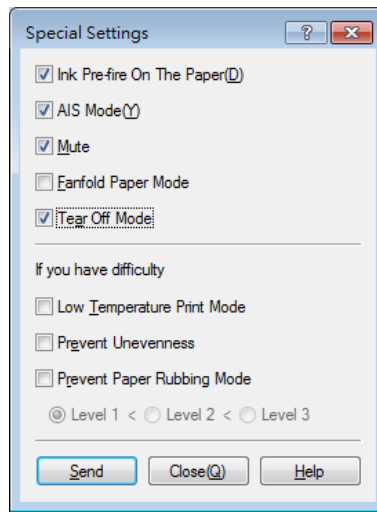 Special Settings
Ink Pre-fire On The Paper(D)
AIS Mode(Y)
Mute
Fanfold Paper Mode
Tear Off Mode
If you have difficulty
Low Temperature Print Mode
Prevent Unevenness
Prevent Paper Rubbing Mode
Level 1 < Level 2 < Level 3
Send Close(Q) Help